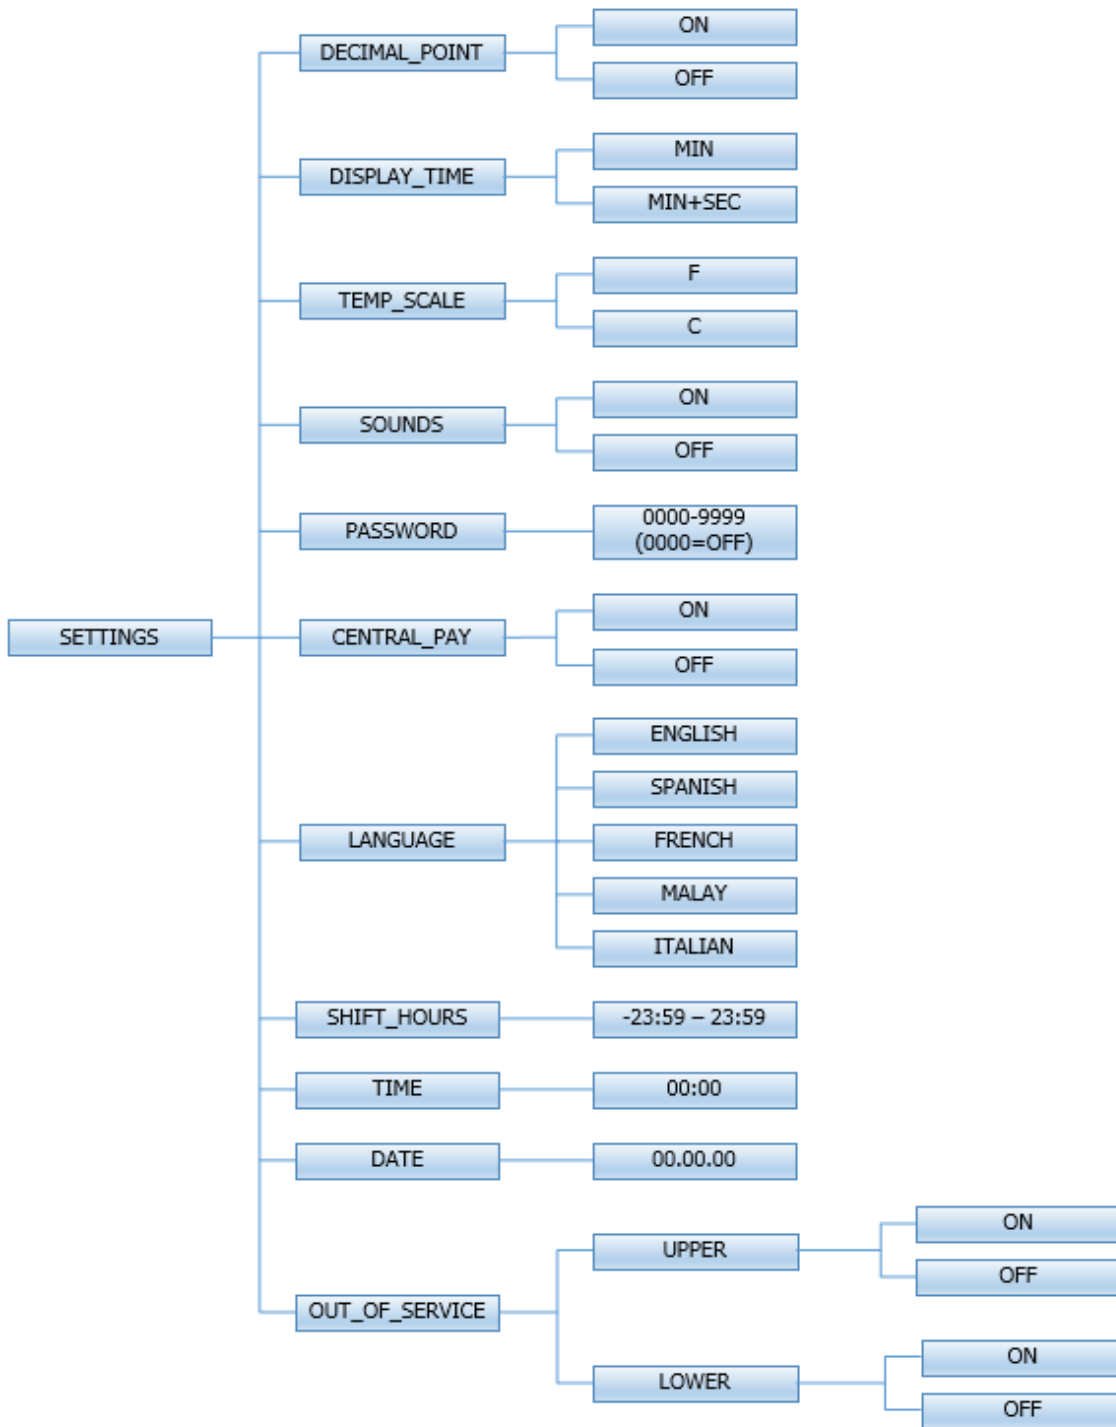 ON
DECIMAL_POINT
OFF
MIN
DISPLAY_TIME
MIN+SEC
F
TEMP_SCALE
C
ON
SOUNDS
OFF
PASSWORD
0000-9999
(0000=OFF)
SETTINGS
CENTRAL_PAY
ON
OFF
ENGLISH
SPANISH
LANGUAGE
FRENCH
MALAY
ITALIAN
SHIFT_HOURS
-23:59 – 23:59
TIME
00:00
DATE
00.00.00
OUT_OF_SERVICE
UPPER
ON
OFF
LOWER
ON
OFF